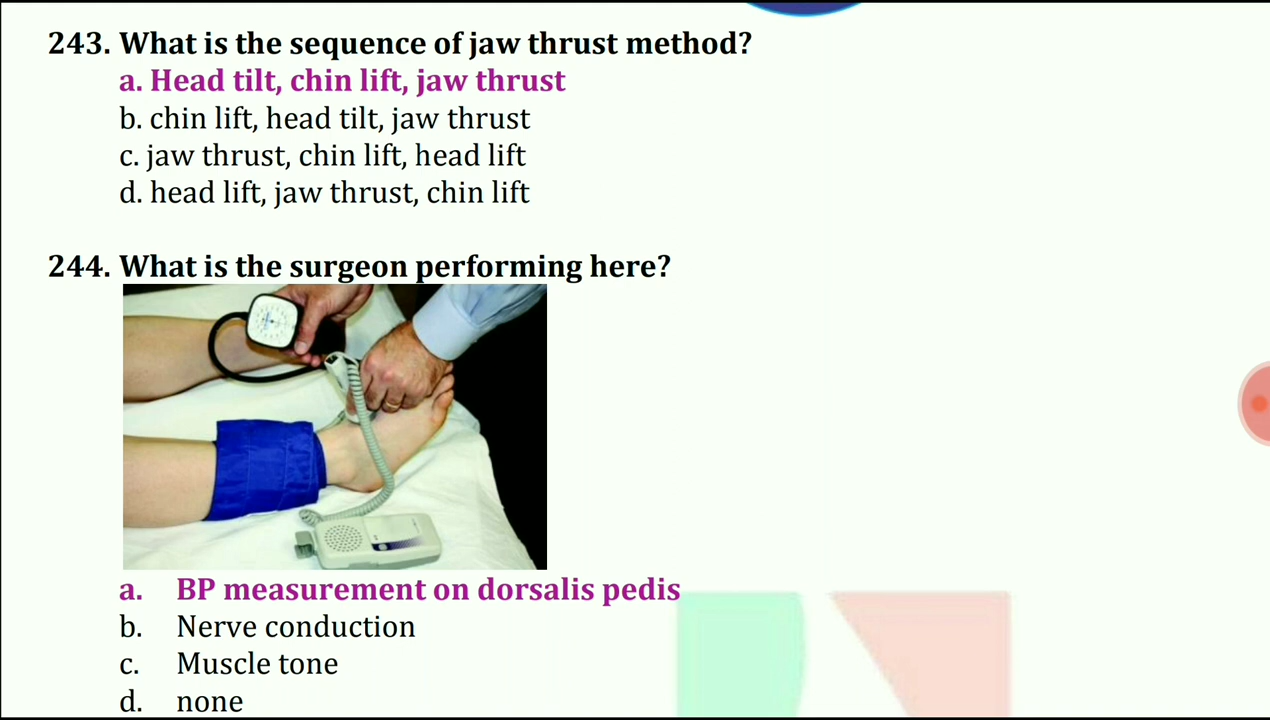 243. What is the sequence of jaw thrust method?
a. Head tilt, chin lift, jaw thrust
b. chin lift, head tilt, jaw thrust
c. jaw thrust, chin lift, head lift
d. head lift, jaw thrust, chin lift
244. What is the surgeon performing here?
a. BP measurement on dorsalis pedis
b. Nerve conduction
c. Muscle tone
d. none